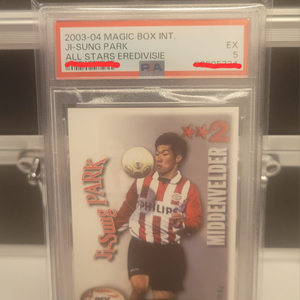 2003-04 MAGIC BOX INT.
JI-SUNG PARK
ALL STARS EREDIVISIE
EX
5
2
Ji-Sung PARK
MIDDENVELDER
PHILIPS
PSV